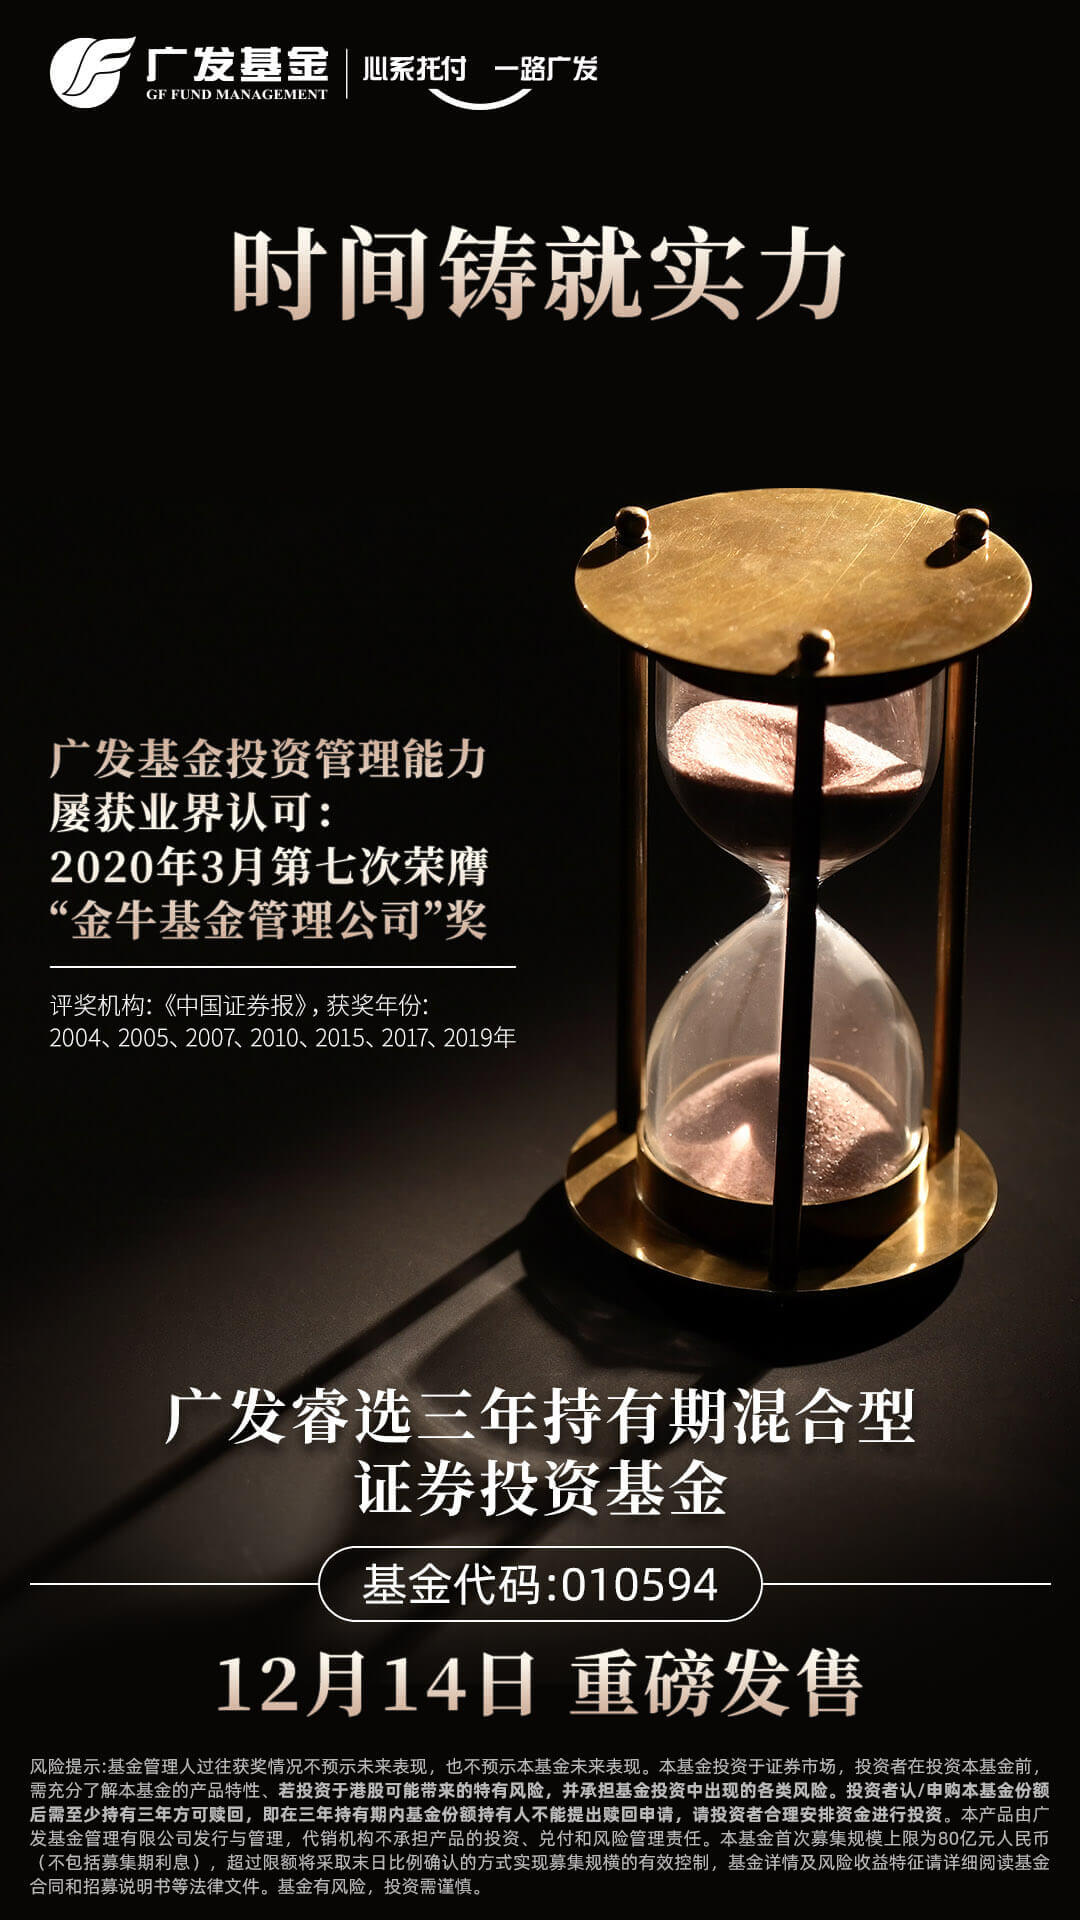 广发基金
GF FUND MANAGEMENT
心系托付 一路广发
时间铸就实力
广发基金投资管理能力
屡获业界认可：
2020年3月第七次荣膺
“金牛基金管理公司”奖
评奖机构：《中国证券报》，获奖年份：
2004、2005、2007、2010、2015、2017、2019年
广发睿选三年持有期混合型
证券投资基金
基金代码:010594
12月14日 重磅发售
风险提示:基金管理人过往获奖情况不预示未来表现，也不预示本基金未来表现。本基金投资于证券市场，投资者在投资本基金前，
需充分了解本基金的产品特性、若投资于港股可能带来的特有风险，并承担基金投资中出现的各类风险。投资者认/申购本基金份额
后需至少持有三年方可赎回，即在三年持有期内基金份额持有人不能提出赎回申请，请投资者合理安排资金进行投资。本产品由广
发基金管理有限公司发行与管理，代销机构不承担产品的投资、兑付和风险管理责任。本基金首次募集规模上限为80亿元人民币
（不包括募集期利息），超过限额将采取末日比例确认的方式实现募集规横的有效控制，基金详情及风险收益特征请详细阅读基金
合同和招募说明书等法律文件。基金有风险，投资需谨慎。